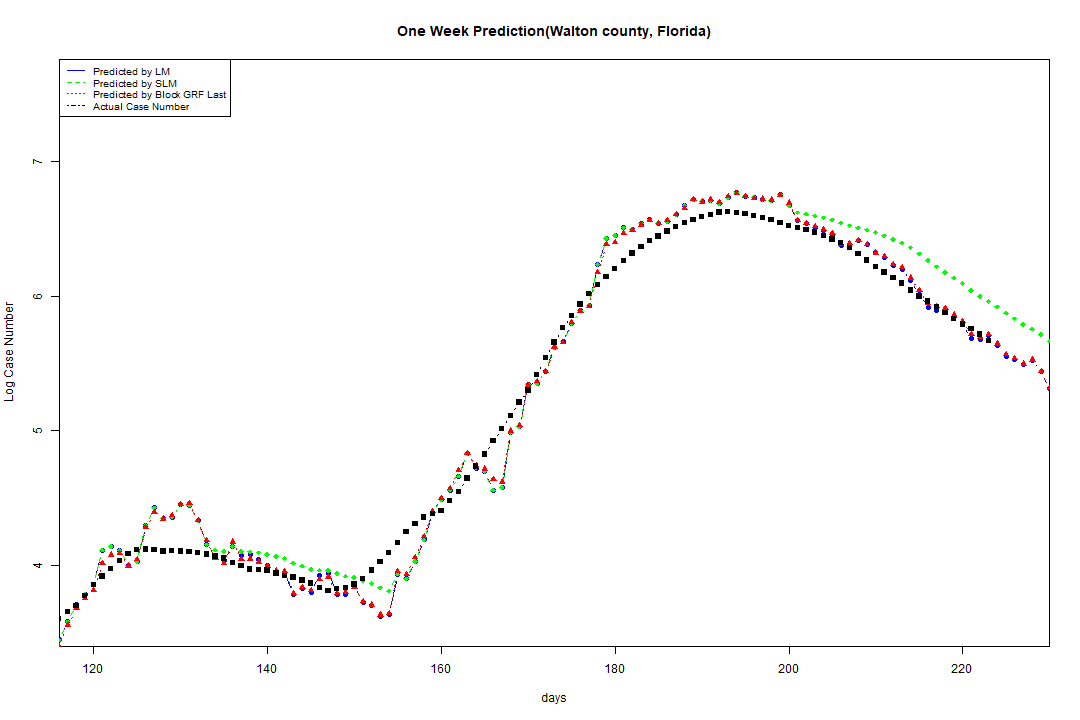 One Week Prediction(Walton county, Florida)
Predicted by LM
Predicted by SLM
Predicted by Block GRF Last
Actual Case Number
7
6
5
4
Log Case Number
120 140 160 180 200 220
days